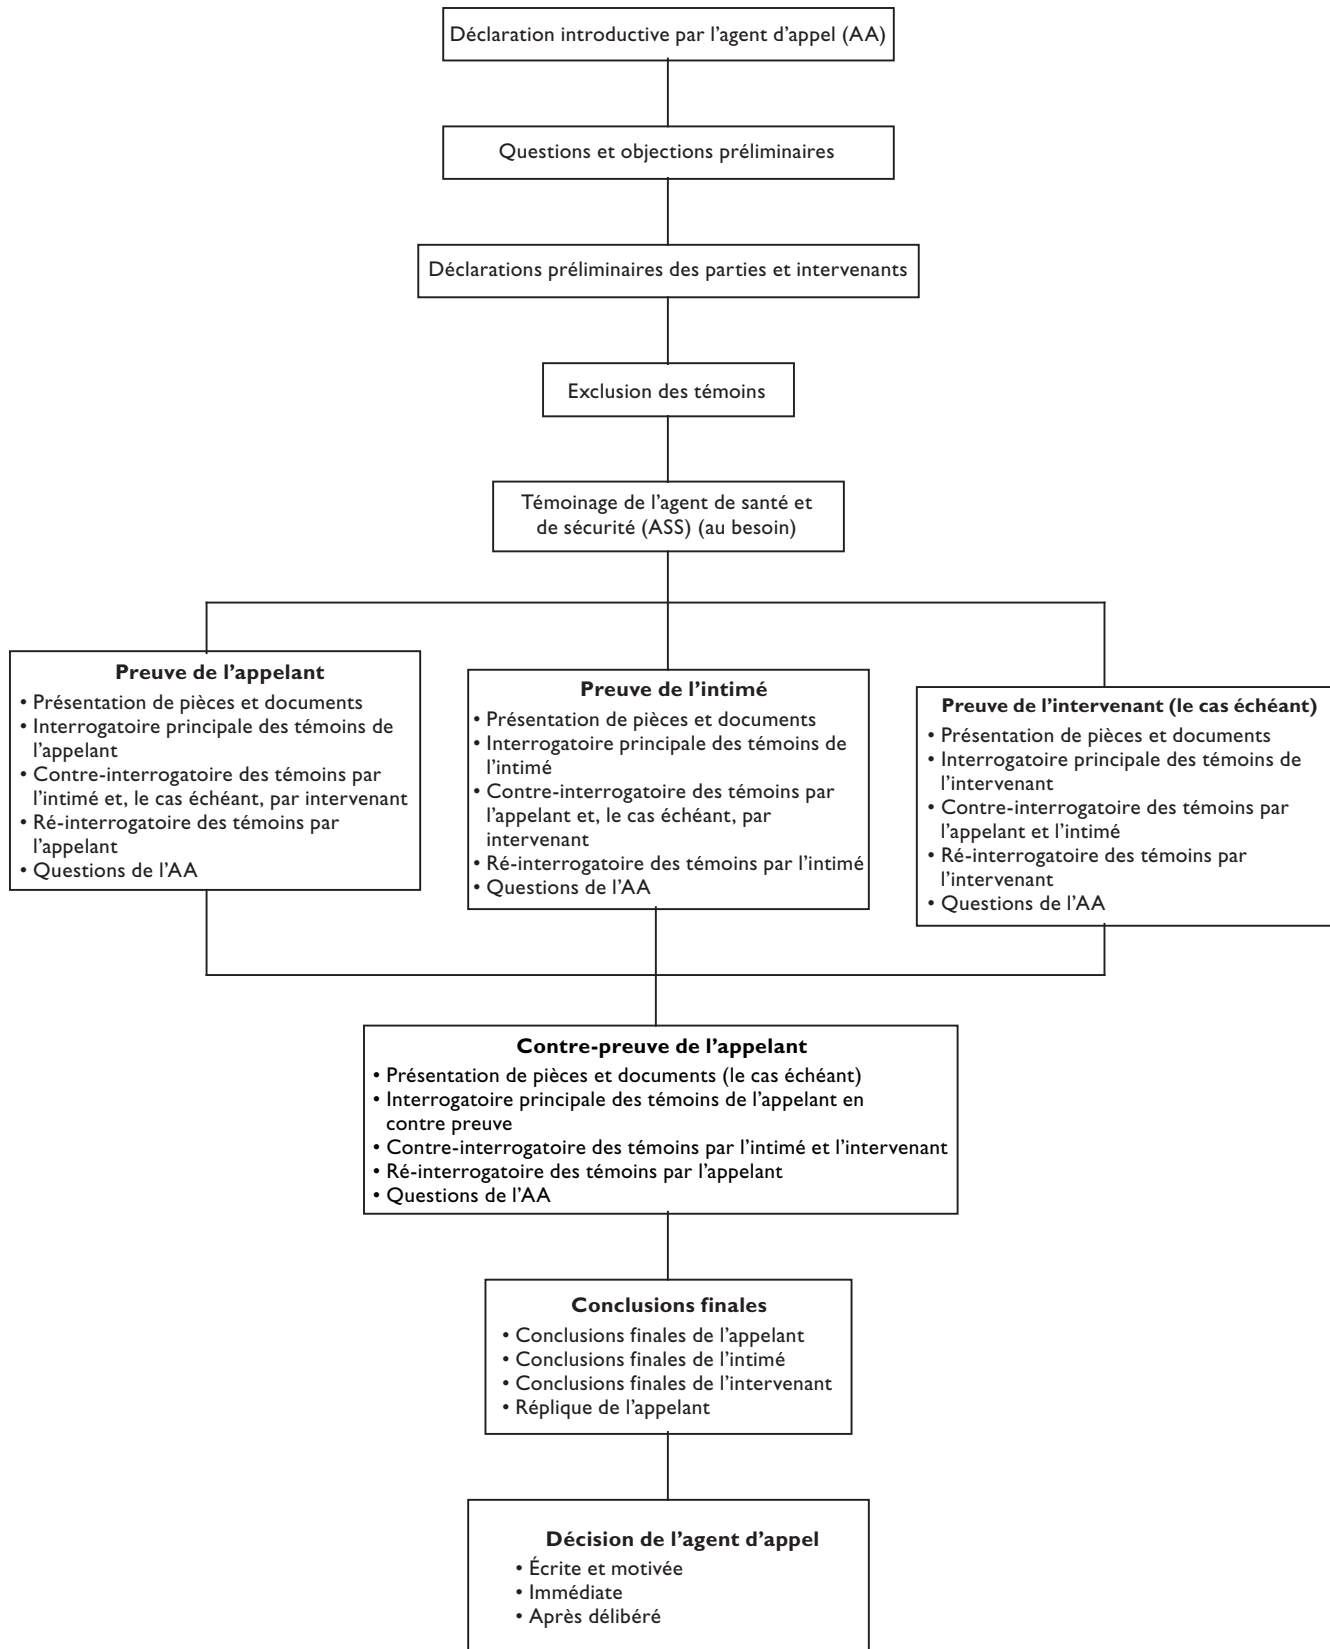 Déclaration introductive par l’agent d’appel (AA)
Questions et objections préliminaires
Déclarations préliminaires des parties et intervenants
Exclusion des témoins
Témoinage de l’agent de santé et
de sécurité (ASS) (au besoin)
Preuve de l’appelant
• Présentation de pièces et documents
• Interrogatoire principale des témoins de
l’appelant
• Contre-interrogatoire des témoins par
l’intimé et, le cas échéant, par intervenant
• Ré-interrogatoire des témoins par
l’appelant
• Questions de l’AA
Preuve de l’intimé
• Présentation de pièces et documents
• Interrogatoire principale des témoins de
l’intimé
• Contre-interrogatoire des témoins par
l’appelant et, le cas échéant, par
intervenant
• Ré-interrogatoire des témoins par l’intimé
• Questions de l’AA
Preuve de l’intervenant (le cas échéant)
• Présentation de pièces et documents
• Interrogatoire principale des témoins de
l’intervenant
• Contre-interrogatoire des témoins par
l’appelant et l’intimé
• Ré-interrogatoire des témoins par
l’intervenant
• Questions de l’AA
Contre-preuve de l’appelant
• Présentation de pièces et documents (le cas échéant)
• Interrogatoire principale des témoins de l’appelant en
contre preuve
• Contre-interrogatoire des témoins par l’intimé et l’intervenant
• Ré-interrogatoire des témoins par l’appelant
• Questions de l’AA
Conclusions finales
• Conclusions finales de l’appelant
• Conclusions finales de l’intimé
• Conclusions finales de l’intervenant
• Réplique de l’appelant
Décision de l’agent d’appel
• Écrite et motivée
• Immédiate
• Après délibéré